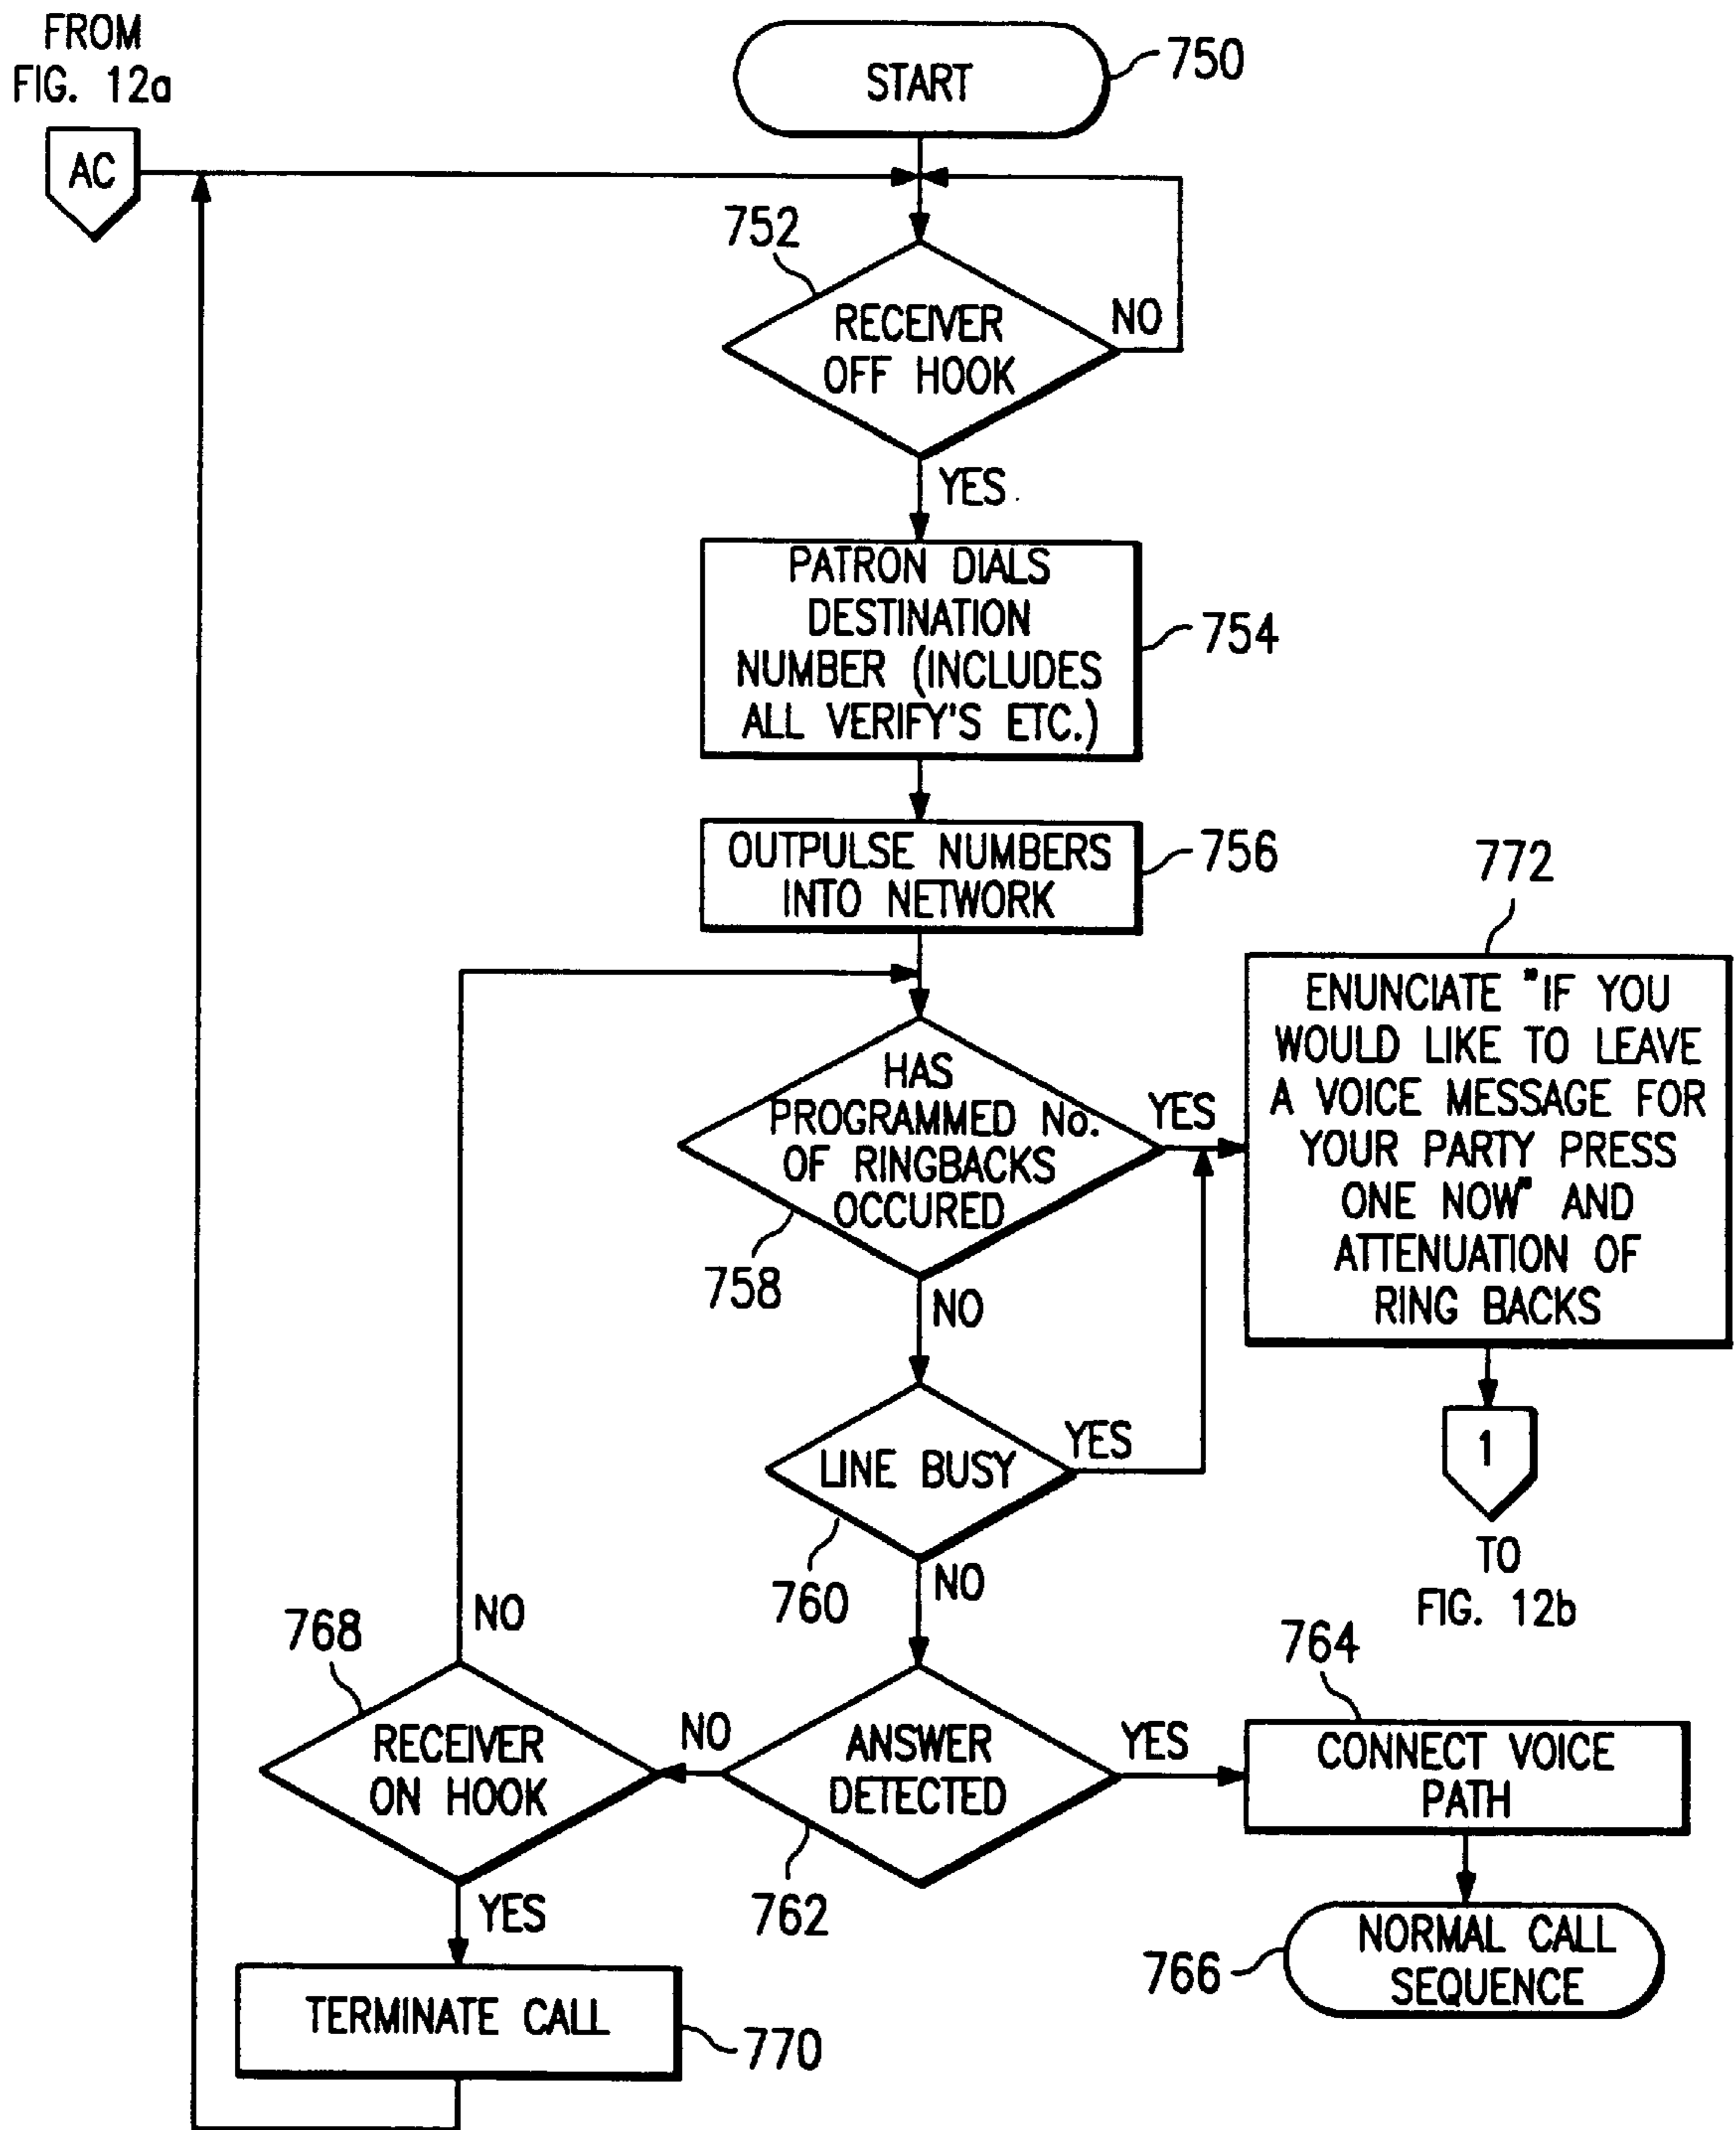 FROM
FIG. 12a
AC
START
750
752
RECEIVER
OFF HOOK
NO
YES
PATRON DIALS
DESTINATION
NUMBER (INCLUDES
ALL VERIFY'S ETC.)
754
OUTPULSE NUMBERS
INTO NETWORK
756
772
ENUNCIATE "IF YOU
WOULD LIKE TO LEAVE
A VOICE MESSAGE FOR
YOUR PARTY PRESS
ONE NOW" AND
ATTENUATION OF
RING BACKS
HAS
PROGRAMMED No.
OF RINGBACKS
OCCURED
YES
758
NO
LINE BUSY
YES
760
NO
1
TO
FIG. 12b
768
NO
RECEIVER
ON HOOK
NO
ANSWER
DETECTED
YES
762
764
CONNECT VOICE
PATH
YES
TERMINATE CALL
770
766
NORMAL CALL
SEQUENCE